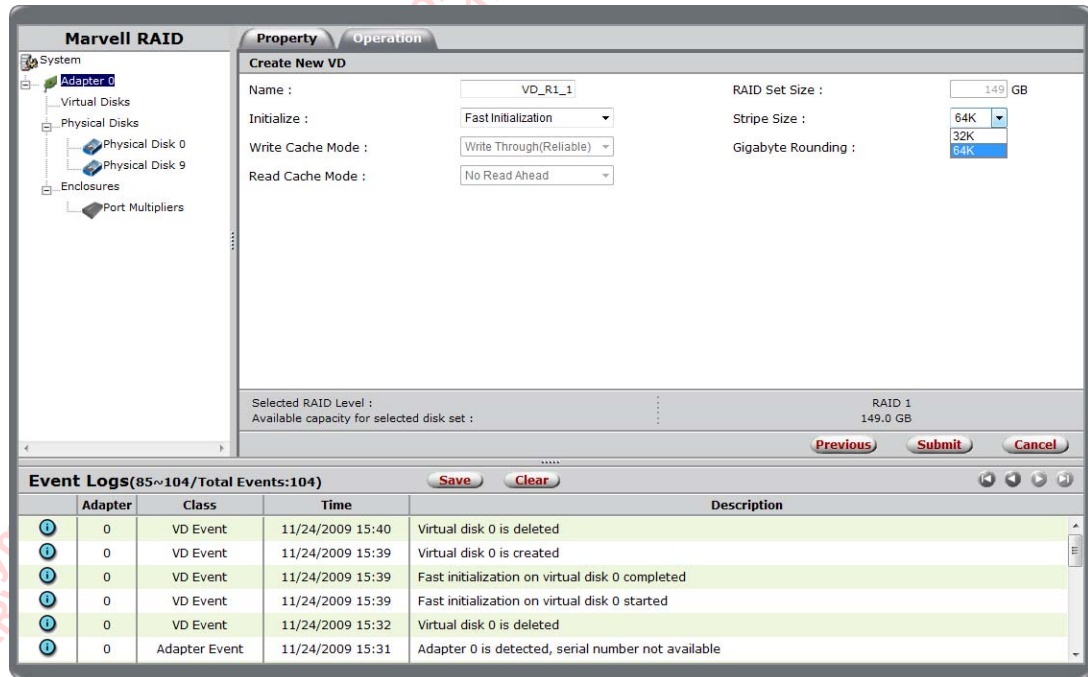 Marvell RAID
Property
Operation
System
Adapter 0
Virtual Disks
Physical Disks
Physical Disk 0
Physical Disk 9
Enclosures
Port Multipliers
Create New VD
Name : VD_R1_1 RAID Set Size : 149 GB
Initialize : Fast Initialization Stripe Size : 64K
32K
64K
Write Cache Mode : Write Through(Reliable) Gigabyte Rounding :
Read Cache Mode : No Read Ahead
Selected RAID Level : RAID 1
Available capacity for selected disk set : 149.0 GB
Previous Submit Cancel
Event Logs(85~104/Total Events:104) Save Clear
Adapter Class Time Description
0 VD Event 11/24/2009 15:40 Virtual disk 0 is deleted
0 VD Event 11/24/2009 15:39 Virtual disk 0 is created
0 VD Event 11/24/2009 15:39 Fast initialization on virtual disk 0 completed
0 VD Event 11/24/2009 15:39 Fast initialization on virtual disk 0 started
0 VD Event 11/24/2009 15:32 Virtual disk 0 is deleted
0 Adapter Event 11/24/2009 15:31 Adapter 0 is detected, serial number not available